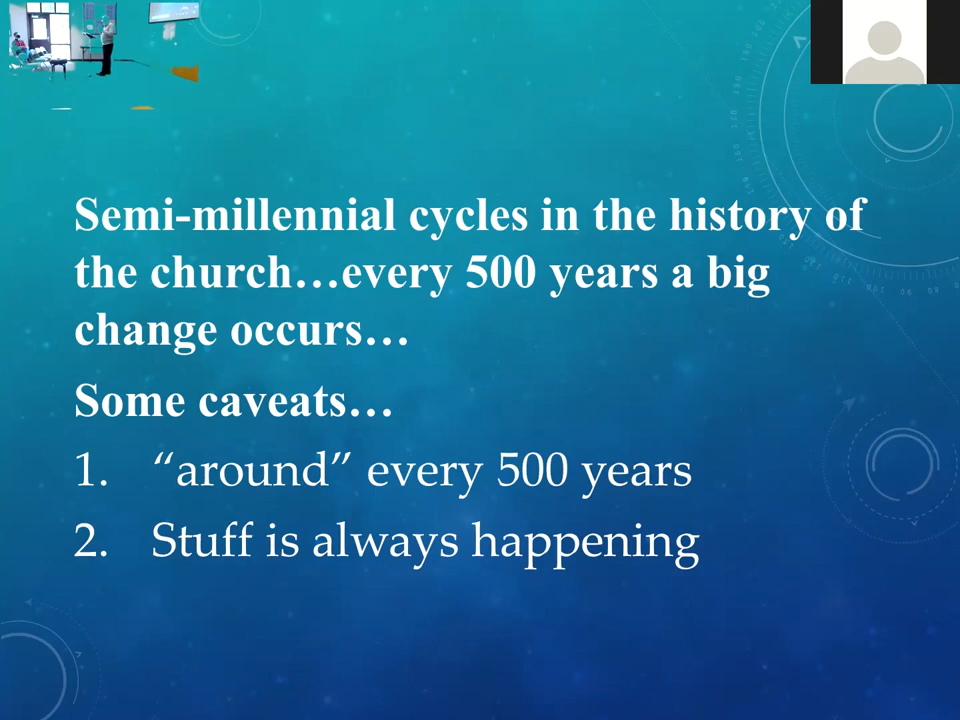 Semi-millennial cycles in the history of
the church…every 500 years a big
change occurs…
Some caveats…
1. “around” every 500 years
2. Stuff is always happening